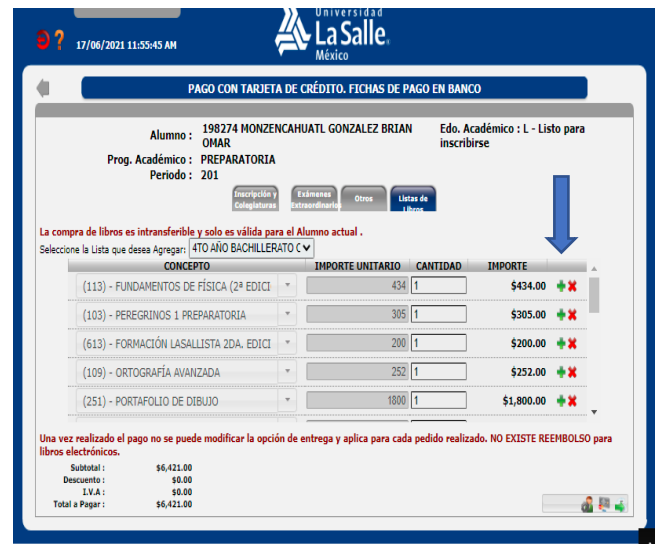 Universidad
La Salle.
México
17/06/2021 11:55:45 AM
PAGO CON TARJETA DE CRÉDITO. FICHAS DE PAGO EN BANCO
Alumno : 198274 MONZENCAHUATL GONZALEZ BRIAN OMAR
Edo. Académico : L - Listo para inscribirse
Prog. Académico : PREPARATORIA
Periodo : 201
Inscripción y Colegiaturas
Exámenes Extraordinarios
Otros
Listas de Libros
La compra de libros es intransferible y solo es válida para el Alumno actual .
Seleccione la Lista que desea Agregar: 4TO AÑO BACHILLERATO C
CONCEPTO IMPORTE UNITARIO CANTIDAD IMPORTE
(113) - FUNDAMENTOS DE FÍSICA (2ª EDICI 434 1 $434.00
(103) - PEREGRINOS 1 PREPARATORIA 305 1 $305.00
(613) - FORMACIÓN LASALLISTA 2DA. EDICI 200 1 $200.00
(109) - ORTOGRAFÍA AVANZADA 252 1 $252.00
(251) - PORTAFOLIO DE DIBUJO 1800 1 $1,800.00
Una vez realizado el pago no se puede modificar la opción de entrega y aplica para cada pedido realizado. NO EXISTE REEMBOLSO para
libros electrónicos.
Subtotal : $6,421.00
Descuento : $0.00
I.V.A : $0.00
Total a Pagar : $6,421.00